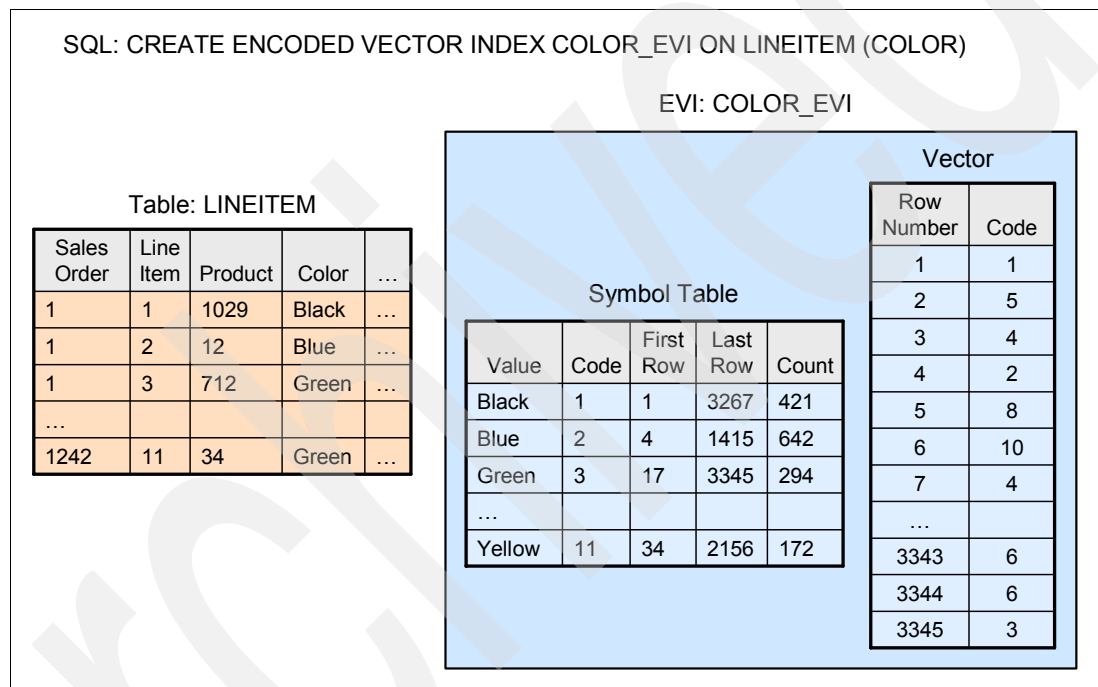 SQL: CREATE ENCODED VECTOR INDEX COLOR_EVI ON LINEITEM (COLOR)
EVI: COLOR_EVI
Table: LINEITEM
Sales Order Line Item Product Color …
1 1 1029 Black …
1 2 12 Blue …
1 3 712 Green …
…
1242 11 34 Green …
Symbol Table
Value Code First Row Last Row Count
Black 1 1 3267 421
Blue 2 4 1415 642
Green 3 17 3345 294
…
Yellow 11 34 2156 172
Vector
Row Number Code
1 1
2 5
3 4
4 2
5 8
6 10
7 4
…
3343 6
3344 6
3345 3